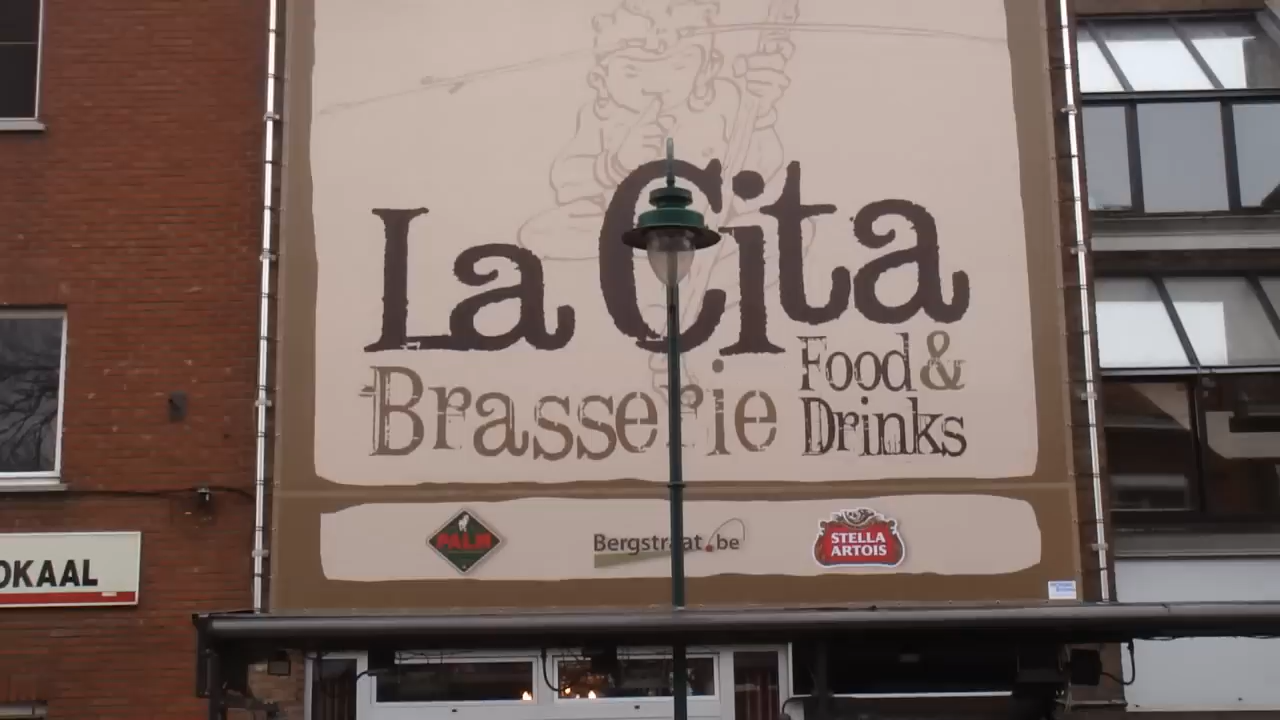 La Cita
Brasserie
Food &
Drinks
PALM
Bergstraat.be
STELLA
ARTOIS
OKAAL